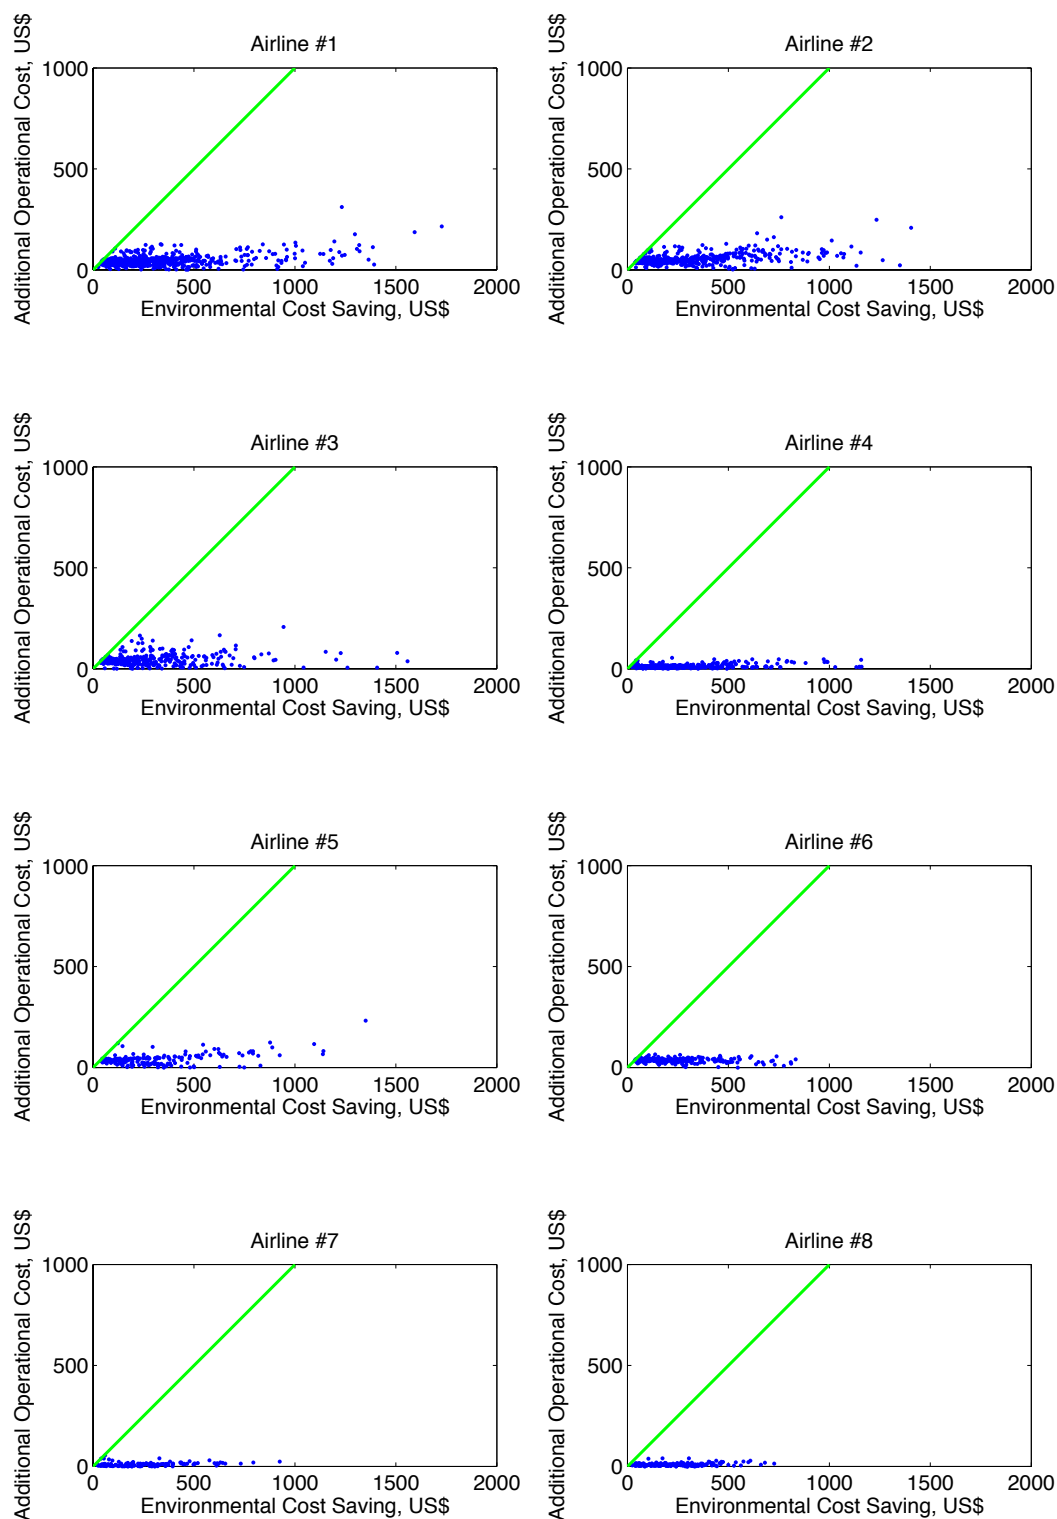 Airline #1
Additional Operational Cost, US$
1000
500
0
0 500 1000 1500 2000
Environmental Cost Saving, US$
Airline #2
Additional Operational Cost, US$
1000
500
0
0 500 1000 1500 2000
Environmental Cost Saving, US$
Airline #3
Additional Operational Cost, US$
1000
500
0
0 500 1000 1500 2000
Environmental Cost Saving, US$
Airline #4
Additional Operational Cost, US$
1000
500
0
0 500 1000 1500 2000
Environmental Cost Saving, US$
Airline #5
Additional Operational Cost, US$
1000
500
0
0 500 1000 1500 2000
Environmental Cost Saving, US$
Airline #6
Additional Operational Cost, US$
1000
500
0
0 500 1000 1500 2000
Environmental Cost Saving, US$
Airline #7
Additional Operational Cost, US$
1000
500
0
0 500 1000 1500 2000
Environmental Cost Saving, US$
Airline #8
Additional Operational Cost, US$
1000
500
0
0 500 1000 1500 2000
Environmental Cost Saving, US$